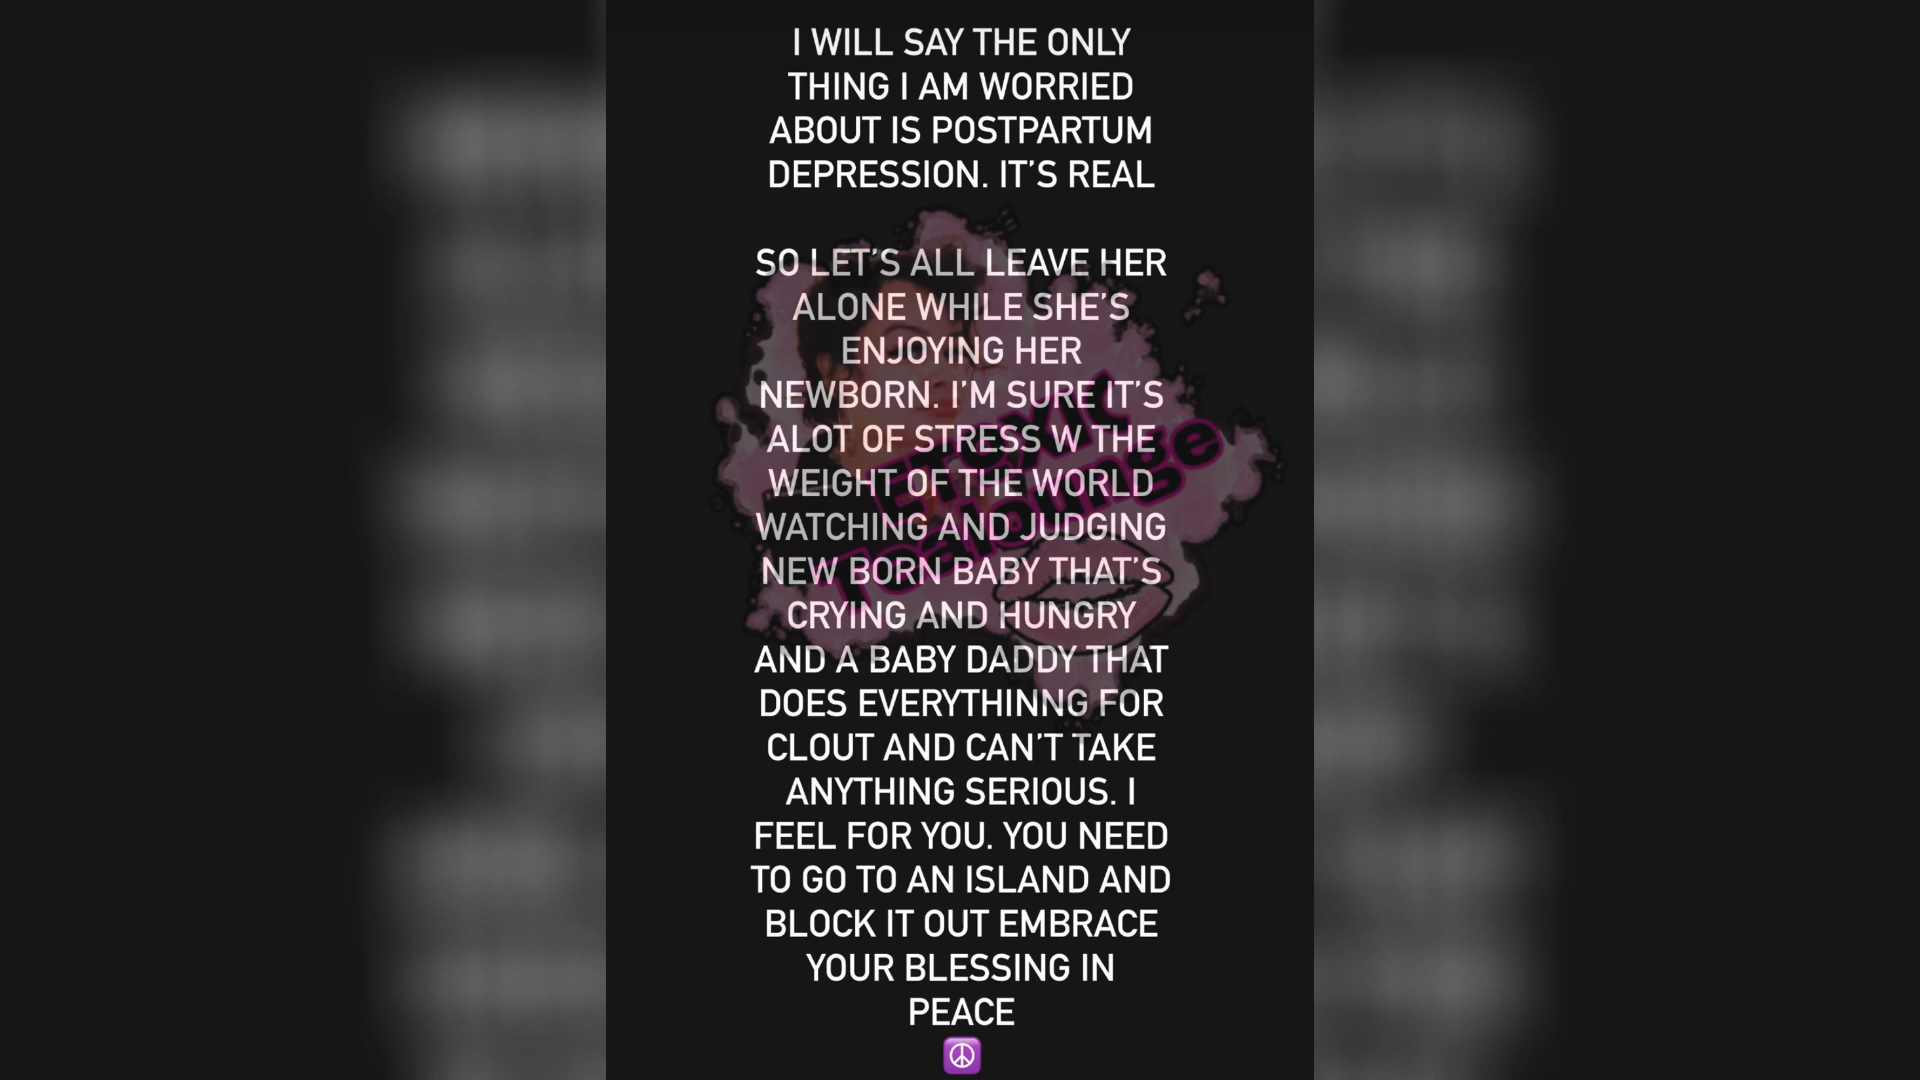 I WILL SAY THE ONLY
THING I AM WORRIED
ABOUT IS POSTPARTUM
DEPRESSION. IT'S REAL
SO LET'S ALL LEAVE HER
ALONE WHILE SHE'S
ENJOYING HER
NEWBORN. I'M SURE IT'S
ALOT OF STRESS W THE
WEIGHT OF THE WORLD
WATCHING AND JUDGING
NEW BORN BABY THAT'S
CRYING AND HUNGRY
AND A BABY DADDY THAT
DOES EVERYTHINNG FOR
CLOUT AND CAN'T TAKE
ANYTHING SERIOUS. I
FEEL FOR YOU. YOU NEED
TO GO TO AN ISLAND AND
BLOCK IT OUT EMBRACE
YOUR BLESSING IN
PEACE
Tealounge